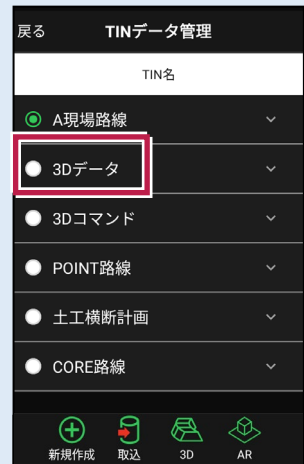 戻る TINデータ管理
TIN名
A現場路線
3Dデータ
3Dコマンド
POINT路線
土工横断計画
CORE路線
新規作成 取込 3D AR